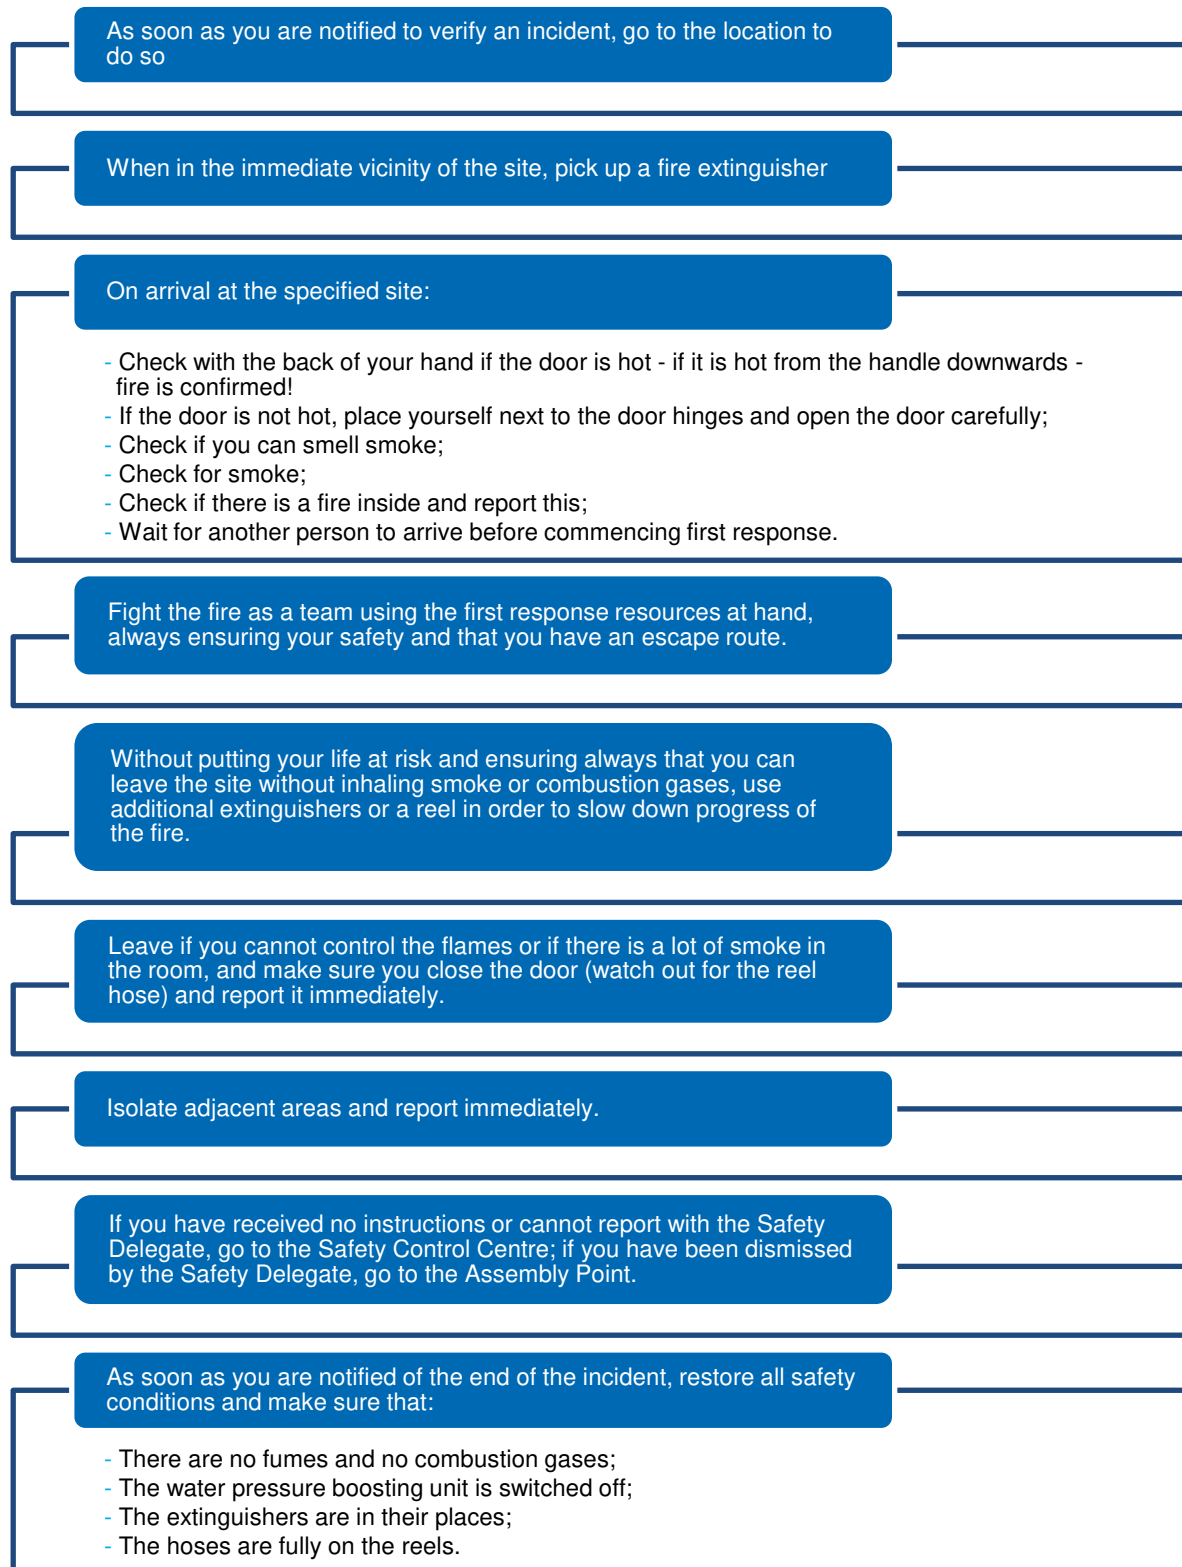 As soon as you are notified to verify an incident, go to the location to
do so
When in the immediate vicinity of the site, pick up a fire extinguisher
On arrival at the specified site:
- Check with the back of your hand if the door is hot - if it is hot from the handle downwards -
fire is confirmed!
- If the door is not hot, place yourself next to the door hinges and open the door carefully;
- Check if you can smell smoke;
- Check for smoke;
- Check if there is a fire inside and report this;
- Wait for another person to arrive before commencing first response.
Fight the fire as a team using the first response resources at hand,
always ensuring your safety and that you have an escape route.
Without putting your life at risk and ensuring always that you can
leave the site without inhaling smoke or combustion gases, use
additional extinguishers or a reel in order to slow down progress of
the fire.
Leave if you cannot control the flames or if there is a lot of smoke in
the room, and make sure you close the door (watch out for the reel
hose) and report it immediately.
Isolate adjacent areas and report immediately.
If you have received no instructions or cannot report with the Safety
Delegate, go to the Safety Control Centre; if you have been dismissed
by the Safety Delegate, go to the Assembly Point.
As soon as you are notified of the end of the incident, restore all safety
conditions and make sure that:
- There are no fumes and no combustion gases;
- The water pressure boosting unit is switched off;
- The extinguishers are in their places;
- The hoses are fully on the reels.